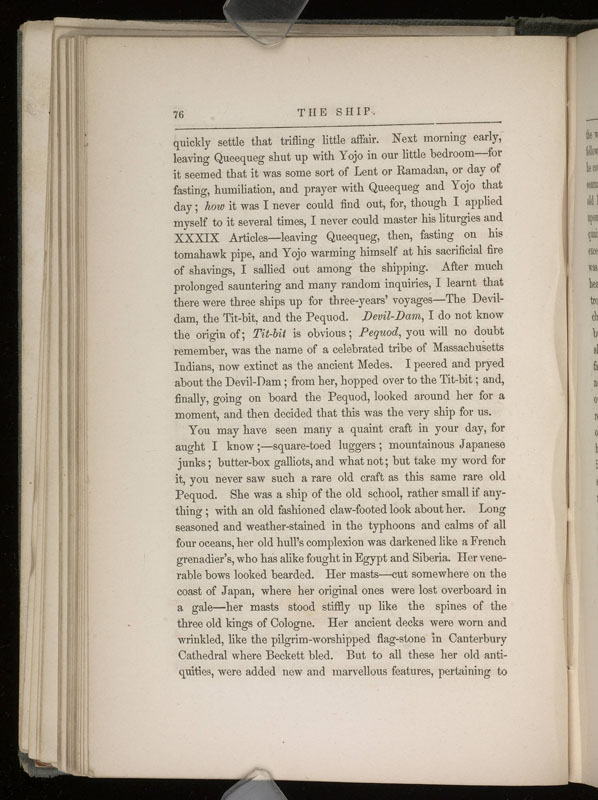 76 THE SHIP.
quickly settle that trifling little affair. Next morning early,
leaving Queequeg shut up with Yojo in our little bedroom—for
it seemed that it was some sort of Lent or Ramadan, or day of
fasting, humiliation, and prayer with Queequeg and Yojo that
day; how it was I never could find out, for, though I applied
myself to it several times, I never could master his liturgies and
XXXIX Articles—leaving Queequeg, then, fasting on his
tomahawk pipe, and Yojo warming himself at his sacrificial fire
of shavings, I sallied out among the shipping. After much
prolonged sauntering and many random inquiries, I learnt that
there were three ships up for three-years' voyages—The Devil-
dam, the Tit-bit, and the Pequod. Devil-Dam, I do not know
the origin of; Tit-bit is obvious; Pequod, you will no doubt
remember, was the name of a celebrated tribe of Massachusetts
Indians, now extinct as the ancient Medes. I peered and pryed
about the Devil-Dam; from her, hopped over to the Tit-bit; and,
finally, going on board the Pequod, looked around her for a
moment, and then decided that this was the very ship for us.
You may have seen many a quaint craft in your day, for
aught I know;—square-toed luggers; mountainous Japanese
junks; butter-box galliots, and what not; but take my word for
it, you never saw such a rare old craft as this same rare old
Pequod. She was a ship of the old school, rather small if any-
thing; with an old fashioned claw-footed look about her. Long
seasoned and weather-stained in the typhoons and calms of all
four oceans, her old hull's complexion was darkened like a French
grenadier's, who has alike fought in Egypt and Siberia. Her vene-
rable bows looked bearded. Her masts—cut somewhere on the
coast of Japan, where her original ones were lost overboard in
a gale—her masts stood stiffly up like the spines of the
three old kings of Cologne. Her ancient decks were worn and
wrinkled, like the pilgrim-worshipped flag-stone in Canterbury
Cathedral where Beckett bled. But to all these her old anti-
quities, were added new and marvellous features, pertaining to